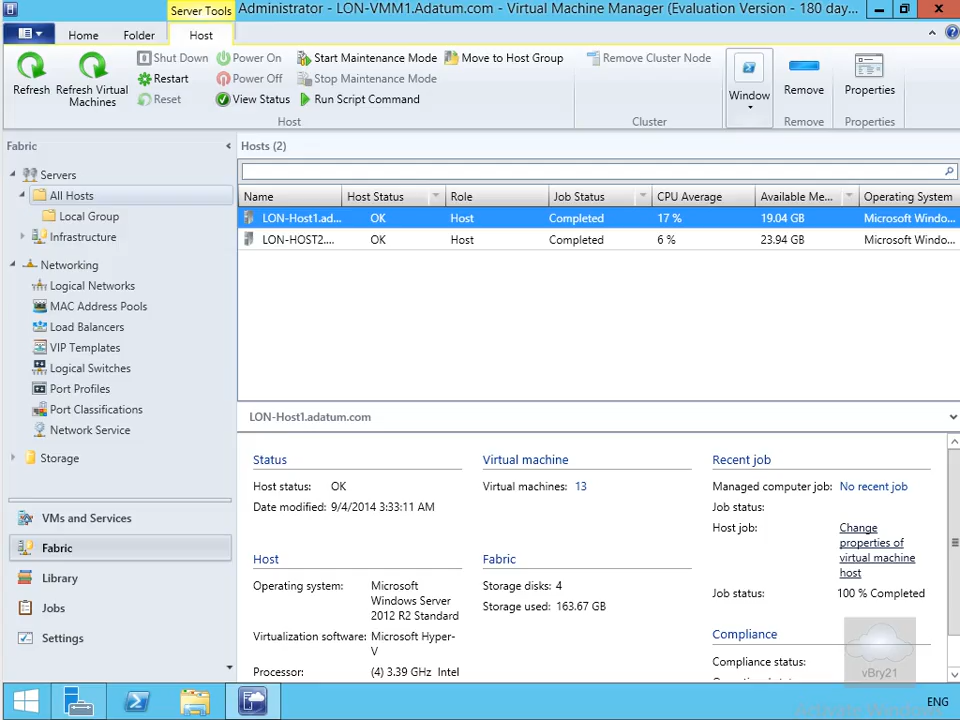 Server Tools
Administrator - LON-VMM1.Adatum.com - Virtual Machine Manager (Evaluation Version - 180 day...
Home
Folder
Host
Refresh
Refresh Virtual
Machines
Shut Down
Power On
Start Maintenance Mode
Move to Host Group
Restart
Power Off
Stop Maintenance Mode
Reset
View Status
Run Script Command
Host
Remove Cluster Node
Cluster
Window
Remove
Remove
Properties
Properties
Fabric
Servers
All Hosts
Local Group
Infrastructure
Networking
Logical Networks
MAC Address Pools
Load Balancers
VIP Templates
Logical Switches
Port Profiles
Port Classifications
Network Service
Storage
VMs and Services
Fabric
Library
Jobs
Settings
Hosts (2)
Name Host Status Role Job Status CPU Average Available Me... Operating System
LON-Host1.ad... OK Host Completed 17 % 19.04 GB Microsoft Windo...
LON-HOST2.... OK Host Completed 6 % 23.94 GB Microsoft Windo...
LON-Host1.adatum.com
Status
Host status: OK
Date modified: 9/4/2014 3:33:11 AM
Host
Operating system: Microsoft
Windows Server
2012 R2 Standard
Virtualization software: Microsoft Hyper-
V
Processor: (4) 3.39 GHz Intel
Virtual machine
Virtual machines: 13
Fabric
Storage disks: 4
Storage used: 163.67 GB
Recent job
Managed computer job: No recent job
Job status:
Host job: Change
properties of
virtual machine
host
Job status: 100 % Completed
Compliance
Compliance status:
vBry21
ENG